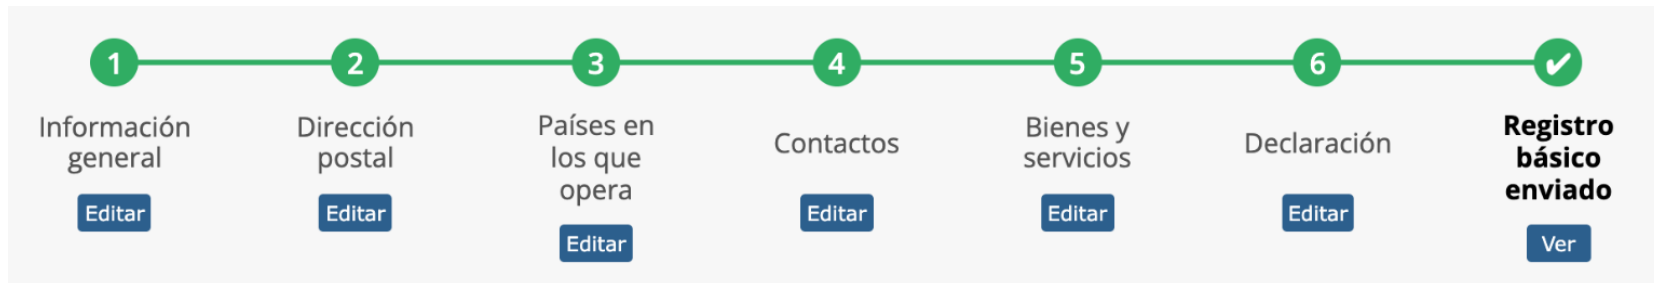 1
Información
general
Editar
2
Dirección
postal
Editar
3
Países en
los que
opera
Editar
4
Contactos
Editar
5
Bienes y
servicios
Editar
6
Declaración
Editar
✔
Registro
básico
enviado
Ver